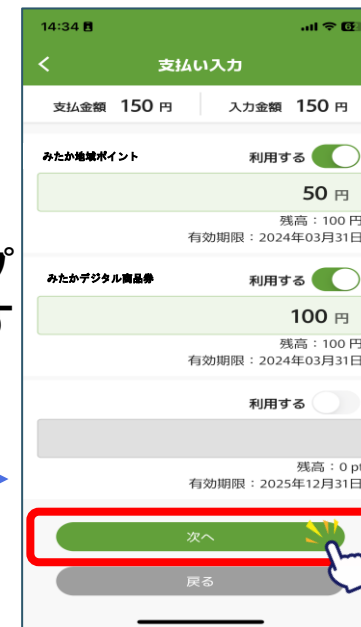 14:34
支払い入力
支払金額 150 円 入力金額 150 円
みたか地域ポイント 利用する
50 円
残高：100 円
有効期限：2024年03月31日
プ
みたかデジタル商品券 利用する
100 円
残高：100 円
有効期限：2024年03月31日
利用する
残高：0 pt
有効期限：2025年12月31日
次へ
戻る